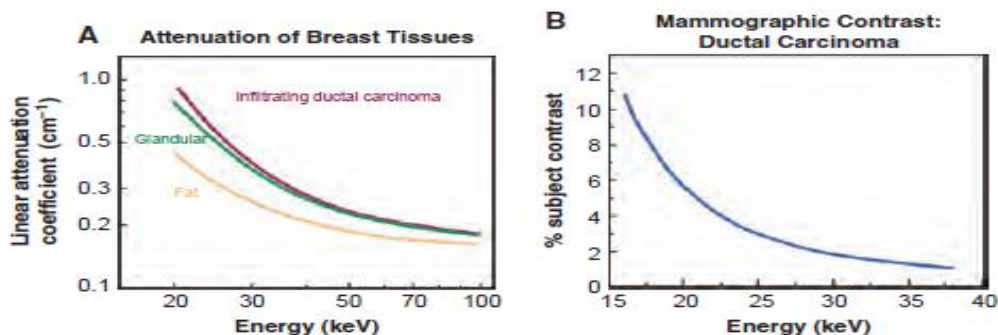 A
Attenuation of Breast Tissues
Linear attenuation
coefficient (cm⁻¹)
1.0
0.5
0.3
0.2
0.1
Infiltrating ductal carcinoma
Glandular
Fat
20
30
50
70
100
Energy (keV)
B
Mammographic Contrast:
Ductal Carcinoma
% subject contrast
12
10
8
6
4
2
0
15
20
25
30
35
40
Energy (keV)